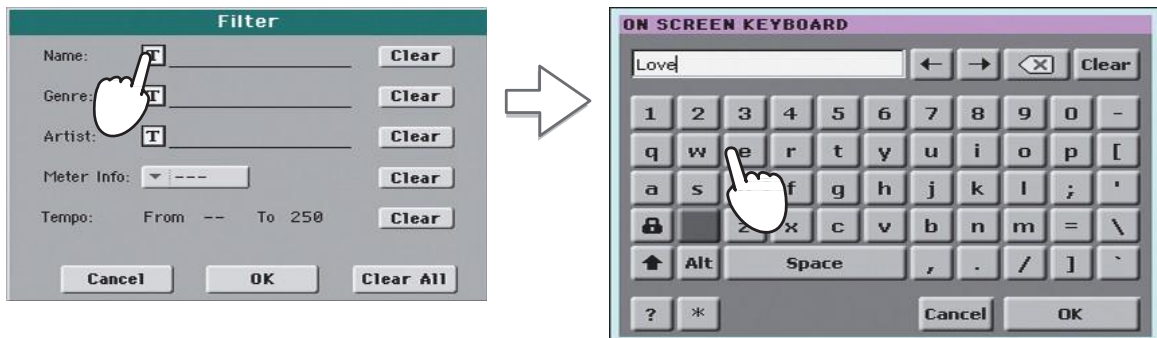 Filter
Name: T Clear
Genre: T Clear
Artist: T Clear
Meter Info: --- Clear
Tempo: From -- To 250 Clear
Cancel OK Clear All
ON SCREEN KEYBOARD
Love ← → Clear
1 2 3 4 5 6 7 8 9 0 -
q w e r t y u i o p [
a s f g h j k l ; '
z x c v b n m = \
Alt Space , . / ] `
? * Cancel OK